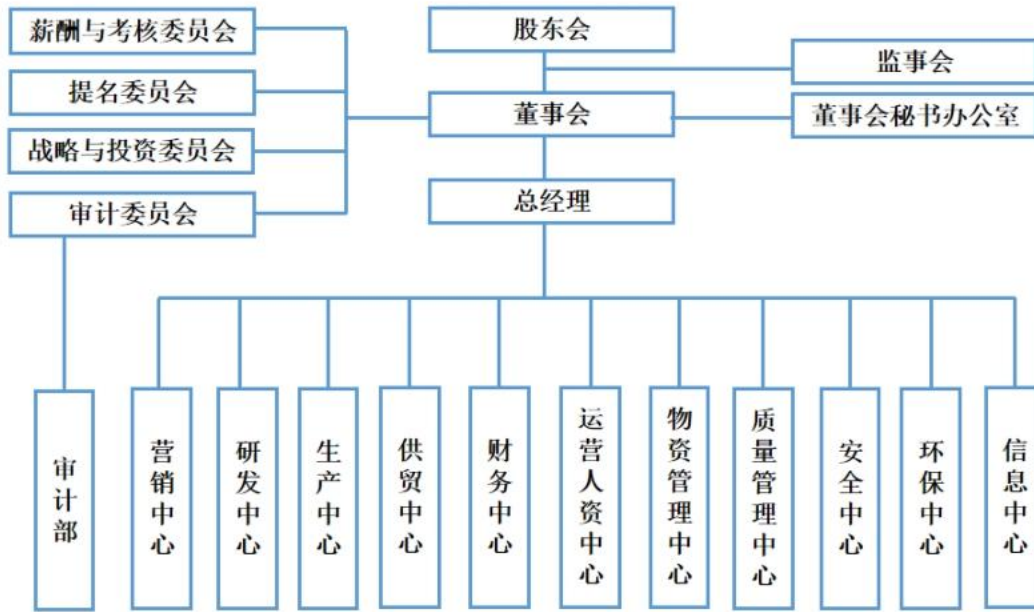 薪酬与考核委员会
股东会
监事会
提名委员会
董事会
董事会秘书办公室
战略与投资委员会
审计委员会
总经理
审计部
营销中心
研发中心
生产中心
供贸中心
财务中心
运营人资中心
物资管理中心
质量管理中心
安全中心
环保中心
信息中心